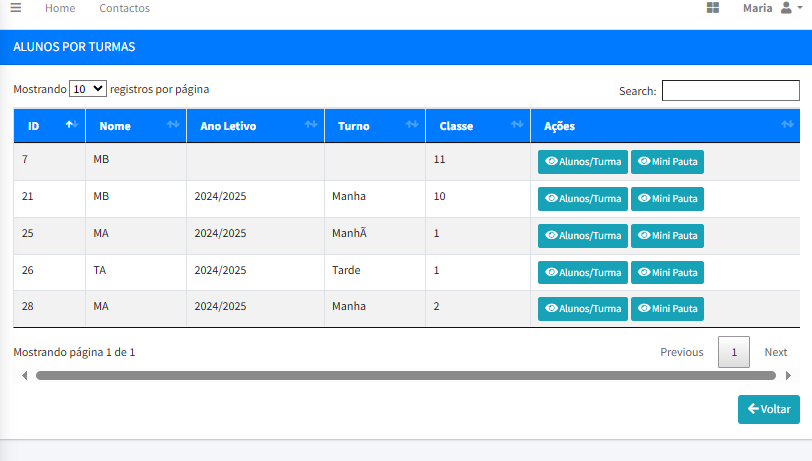 Home Contactos Maria
ALUNOS POR TURMAS
Mostrando 10 registros por página Search:
ID Nome Ano Letivo Turno Classe Ações
7 MB 11 Alunos/Turma Mini Pauta
21 MB 2024/2025 Manha 10 Alunos/Turma Mini Pauta
25 MA 2024/2025 ManhÃ 1 Alunos/Turma Mini Pauta
26 TA 2024/2025 Tarde 1 Alunos/Turma Mini Pauta
28 MA 2024/2025 Manha 2 Alunos/Turma Mini Pauta
Mostrando página 1 de 1 Previous 1 Next
Voltar